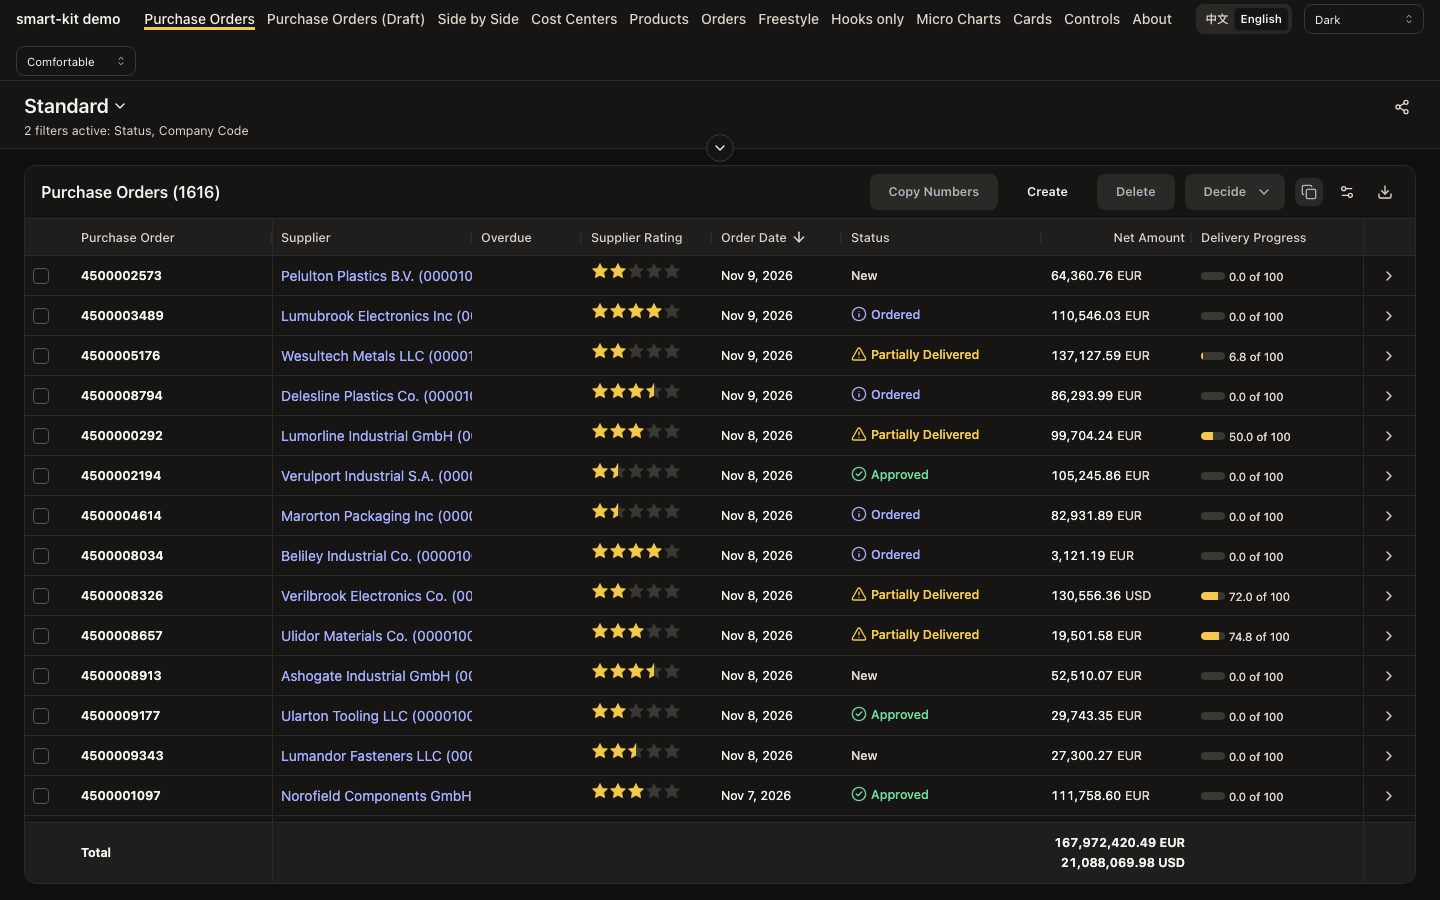 smart-kit demo Purchase Orders Purchase Orders (Draft) Side by Side Cost Centers Products Orders Freestyle Hooks only Micro Charts Cards Controls About 中文 English Dark
Comfortable
Standard
2 filters active: Status, Company Code
Purchase Orders (1616) Copy Numbers Create Delete Decide
Purchase Order Supplier Overdue Supplier Rating Order Date Status Net Amount Delivery Progress
4500002573 Pelulton Plastics B.V. (000010 Nov 9, 2026 New 64,360.76 EUR 0.0 of 100
4500003489 Lumubrook Electronics Inc (0 Nov 9, 2026 Ordered 110,546.03 EUR 0.0 of 100
4500005176 Wesultech Metals LLC (00001 Nov 9, 2026 Partially Delivered 137,127.59 EUR 6.8 of 100
4500008794 Delesline Plastics Co. (00001 Nov 9, 2026 Ordered 86,293.99 EUR 0.0 of 100
4500000292 Lumorline Industrial GmbH (0 Nov 8, 2026 Partially Delivered 99,704.24 EUR 50.0 of 100
4500002194 Verulport Industrial S.A. (000 Nov 8, 2026 Approved 105,245.86 EUR 0.0 of 100
4500004614 Marorton Packaging Inc (000 Nov 8, 2026 Ordered 82,931.89 EUR 0.0 of 100
4500008034 Beliley Industrial Co. (000010 Nov 8, 2026 Ordered 3,121.19 EUR 0.0 of 100
4500008326 Verilbrook Electronics Co. (00 Nov 8, 2026 Partially Delivered 130,556.36 USD 72.0 of 100
4500008657 Ulidor Materials Co. (0000100 Nov 8, 2026 Partially Delivered 19,501.58 EUR 74.8 of 100
4500008913 Ashogate Industrial GmbH (0 Nov 8, 2026 New 52,510.07 EUR 0.0 of 100
4500009177 Ularton Tooling LLC (0000100 Nov 8, 2026 Approved 29,743.35 EUR 0.0 of 100
4500009343 Lumandor Fasteners LLC (000 Nov 8, 2026 New 27,300.27 EUR 0.0 of 100
4500001097 Norofield Components GmbH Nov 7, 2026 Approved 111,758.60 EUR 0.0 of 100
Total 167,972,420.49 EUR
21,088,069.98 USD